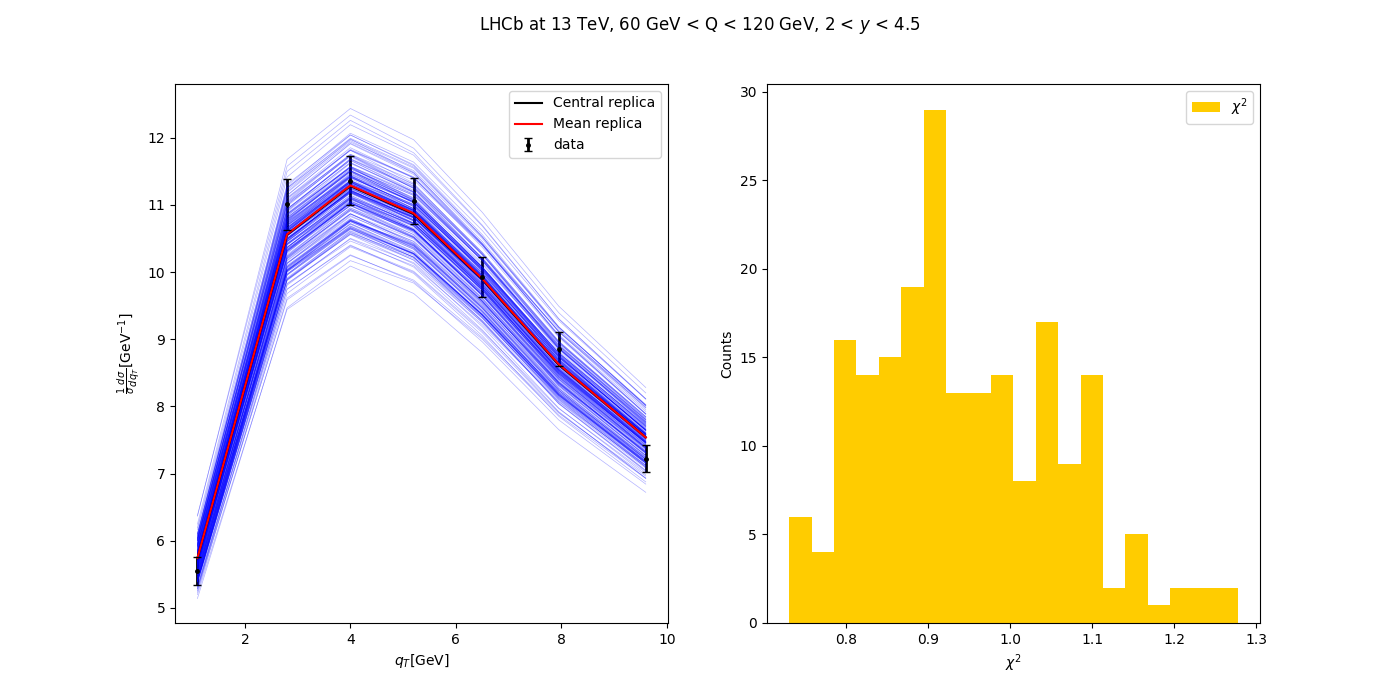 LHCb at 13 TeV, 60 GeV < Q < 120 GeV, 2 < y < 4.5
12
11
10
9
8
7
6
5
2
4
6
8
10
1/σ dσ/dq_T [GeV⁻¹]
q_T[GeV]
Central replica
Mean replica
data
30
25
20
15
10
5
0
0.8
0.9
1.0
1.1
1.2
1.3
Counts
χ²
χ²